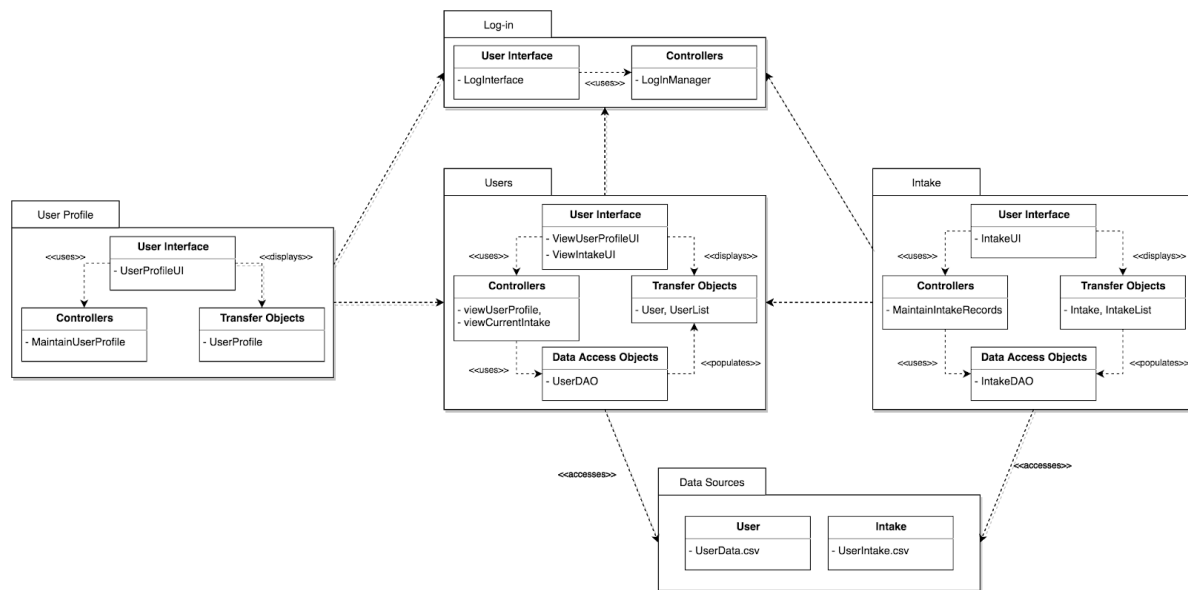 Log-in
User Interface
- LogInterface
<<uses>>
Controllers
- LogInManager
User Profile
User Interface
- UserProfileUI
<<uses>>
<<displays>>
Controllers
- MaintainUserProfile
Transfer Objects
- UserProfile
Users
User Interface
- ViewUserProfileUI
- ViewIntakeUI
<<uses>>
<<displays>>
Controllers
- viewUserProfile,
- viewCurrentIntake
Transfer Objects
- User, UserList
Data Access Objects
- UserDAO
<<uses>>
<<populates>>
Intake
User Interface
- IntakeUI
<<uses>>
<<displays>>
Controllers
- MaintainIntakeRecords
Transfer Objects
- Intake, IntakeList
Data Access Objects
- IntakeDAO
<<uses>>
<<populates>>
<<accesses>>
<<accesses>>
Data Sources
User
- UserData.csv
Intake
- UserIntake.csv